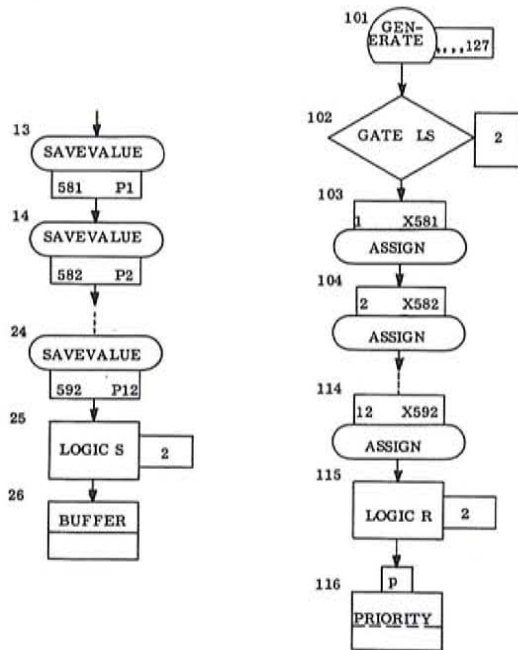 13
SAVEVALUE
581 P1
14
SAVEVALUE
582 P2
24
SAVEVALUE
592 P12
25
LOGIC S
2
26
BUFFER
101
GEN-
ERATE
,,,,127
102
GATE LS
2
103
1 X581
ASSIGN
104
2 X582
ASSIGN
114
12 X592
ASSIGN
115
LOGIC R
2
116
P
PRIORITY